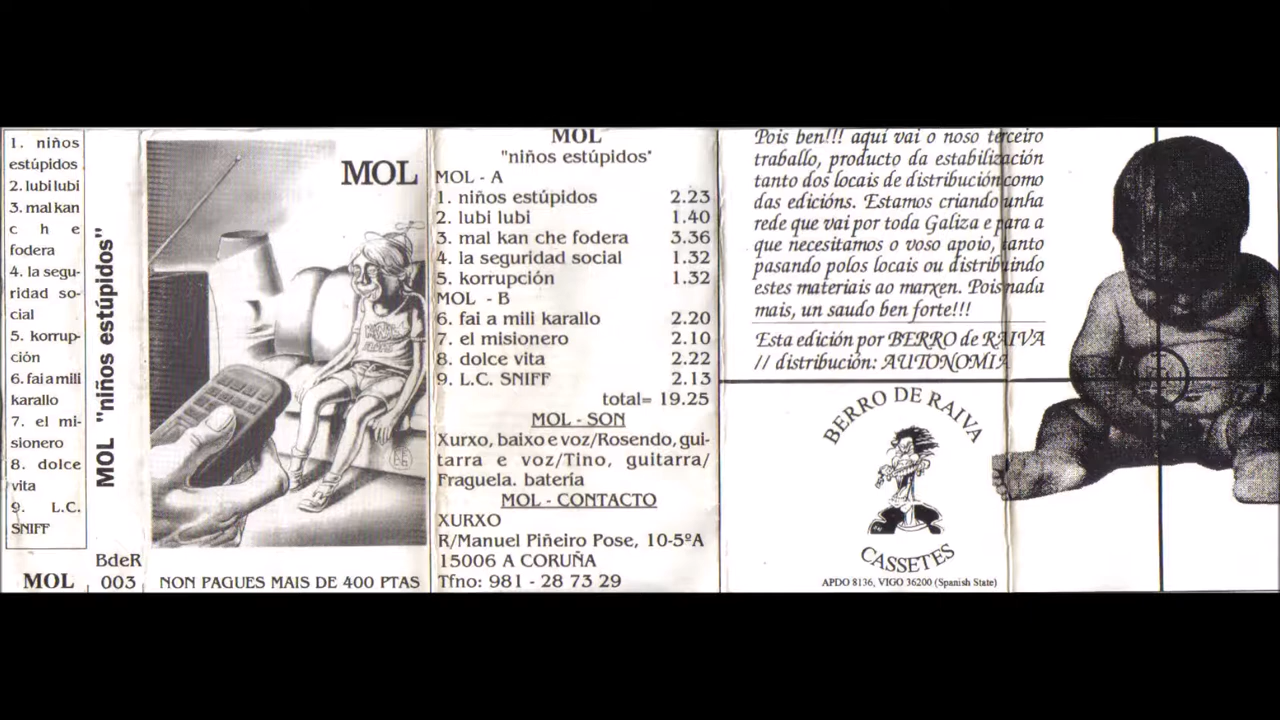 1. niños
estúpidos
2. lubi lubi
3. mal kan
c h e
fodera
4. la segu-
ridad so-
cial
5. korrup-
ción
6. fai a mili
karallo
7. el mi-
sionero
8. dolce
vita
9. L.C.
SNIFF
MOL
MOL "niños estúpidos"
BdeR
003
MOL
NON PAGUES MAIS DE 400 PTAS
MOL
"niños estúpidos"
MOL - A
1. niños estúpidos 2.23
2. lubi lubi 1.40
3. mal kan che fodera 3.36
4. la seguridad social 1.32
5. korrupción 1.32
MOL - B
6. fai a mili karallo 2.20
7. el misionero 2.10
8. dolce vita 2.22
9. L.C. SNIFF 2.13
total= 19.25
MOL - SON
Xurxo, baixo e voz/Rosendo, gui-
tarra e voz/Tino, guitarra/
Fraguela. batería
MOL - CONTACTO
XURXO
R/Manuel Piñeiro Pose, 10-5ºA
15006 A CORUÑA
Tfno: 981 - 28 73 29
Pois ben!!! aquí vai o noso terceiro
traballo, producto da estabilización
tanto dos locais de distribución como
das edicións. Estamos criando unha
rede que vai por toda Galiza e para a
que necesitamos o voso apoio, tanto
pasando polos locais ou distribuindo
estes materiais ao marxen. Pois nada
mais, un saudo ben forte!!!
Esta edición por BERRO de RAIVA
// distribución: AUTONOMIA
BERRO DE RAIVA
CASSETES
APDO 8136, VIGO 36200 (Spanish State)